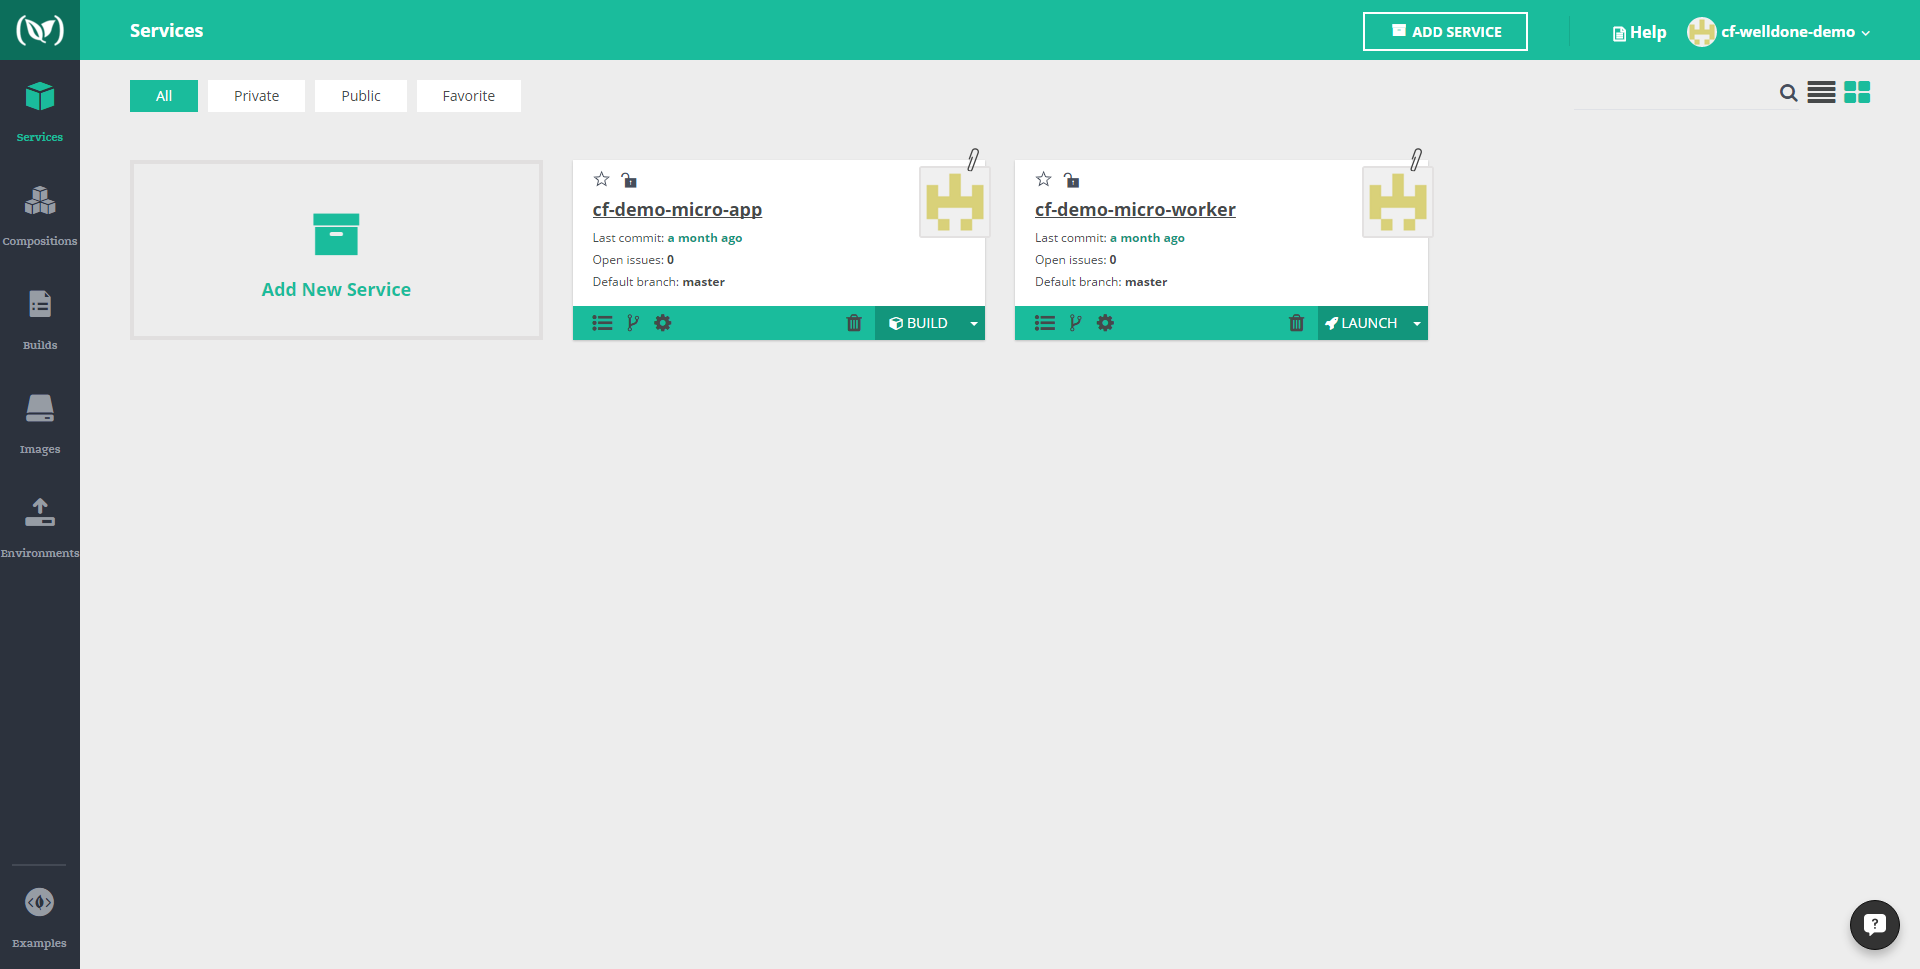 Services
ADD SERVICE
Help
cf-welldone-demo
Services
Compositions
Builds
Images
Environments
Examples
All
Private
Public
Favorite
Add New Service
cf-demo-micro-app
Last commit: a month ago
Open issues: 0
Default branch: master
BUILD
cf-demo-micro-worker
Last commit: a month ago
Open issues: 0
Default branch: master
LAUNCH
?